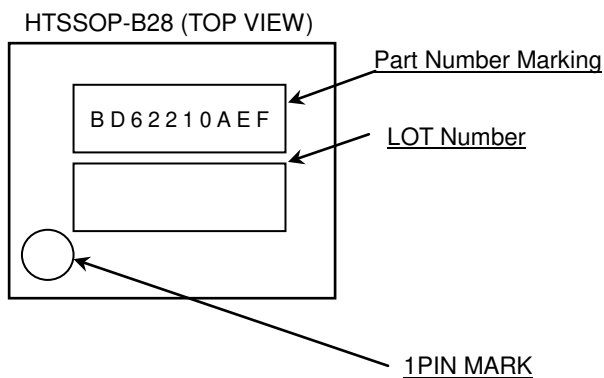 HTSSOP-B28 (TOP VIEW)
Part Number Marking
BD62210AEF
LOT Number
1PIN MARK